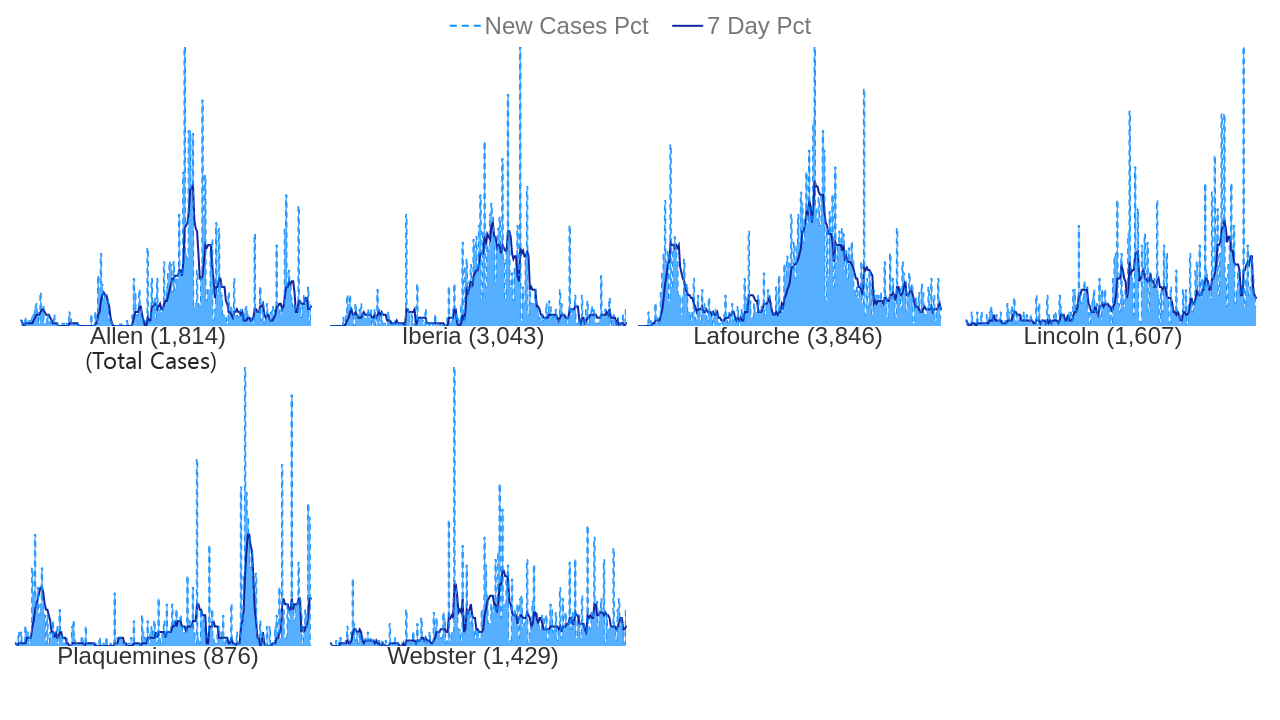 New Cases Pct 7 Day Pct
Allen (1,814) Iberia (3,043) Lafourche (3,846) Lincoln (1,607)
(Total Cases)
Plaquemines (876) Webster (1,429)